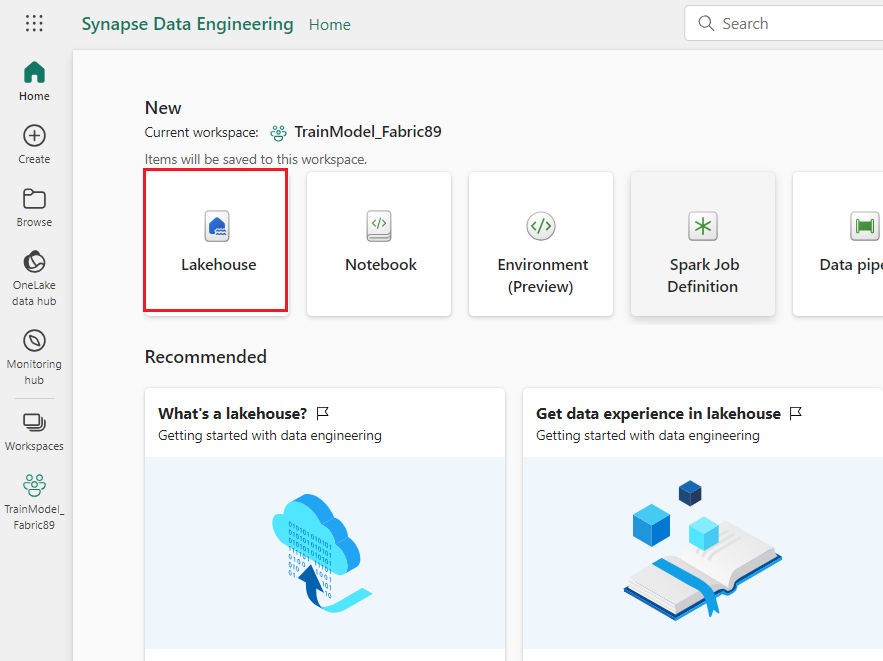 Synapse Data Engineering Home
Search
Home
Create
Browse
OneLake
data hub
Monitoring
hub
Workspaces
TrainModel_
Fabric89
New
Current workspace: TrainModel_Fabric89
Items will be saved to this workspace.
Lakehouse
Notebook
Environment
(Preview)
Spark Job
Definition
Data pipe
Recommended
What's a lakehouse?
Getting started with data engineering
Get data experience in lakehouse
Getting started with data engineering